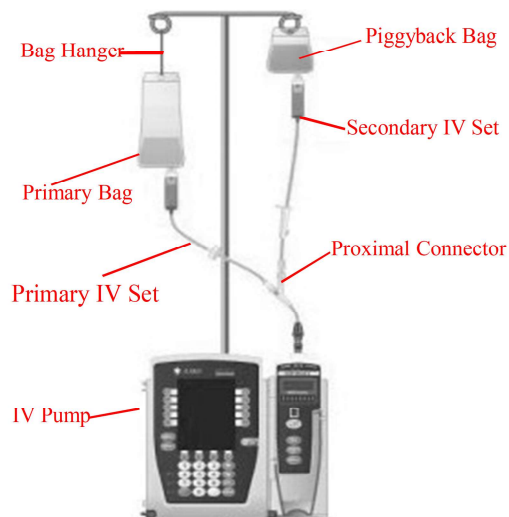 Bag Hanger
Piggyback Bag
Secondary IV Set
Primary Bag
Proximal Connector
Primary IV Set
IV Pump